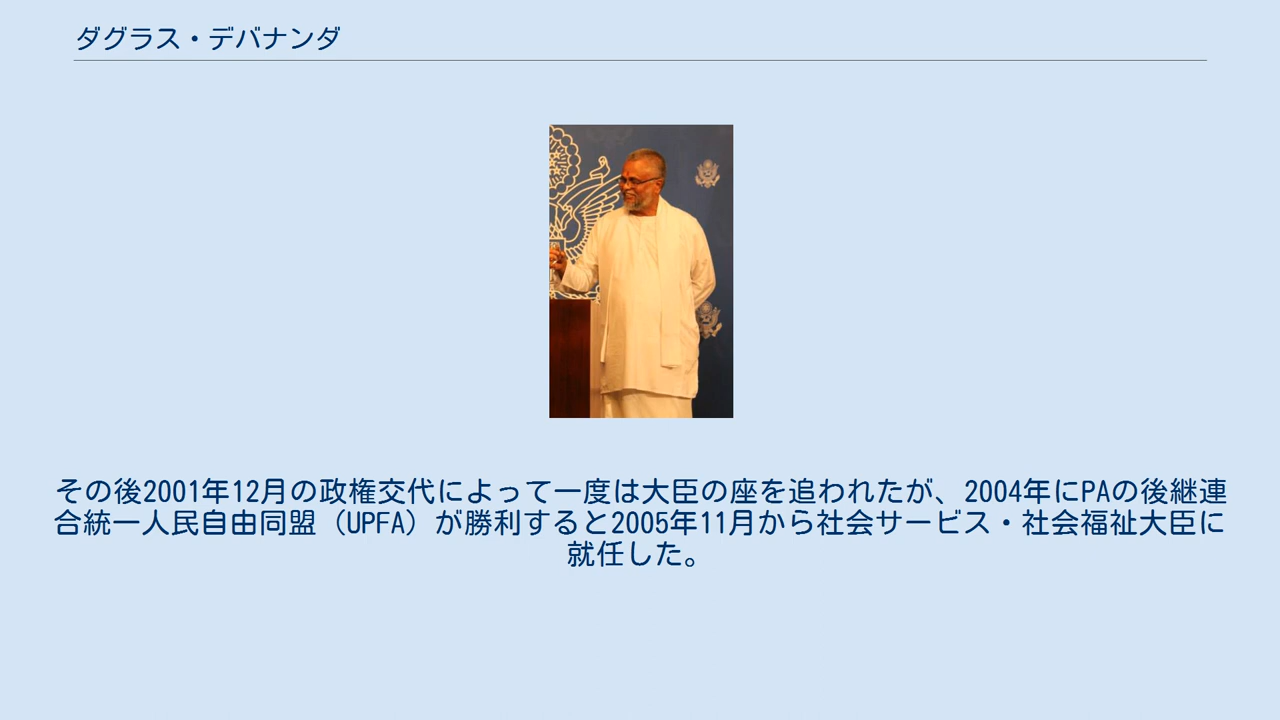 ダグラス・デバナンダ
その後2001年12月の政権交代によって一度は大臣の座を追われたが、2004年にPAの後継連
合統一人民自由同盟（UPFA）が勝利すると2005年11月から社会サービス・社会福祉大臣に
就任した。